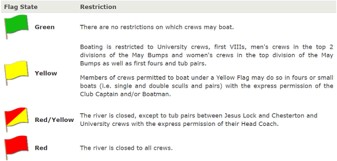 Flag State Restriction
Green There are no restrictions on which crews may boat.
Boating is restricted to University crews, first VIIIs, men's crews in the top 2
divisions of the May Bumps and women's crews in the top division of the May
Bumps as well as first fours and tub pairs.
Yellow
Members of crews permitted to boat under a Yellow Flag may do so in fours or small
boats (i.e. single and double sculls and pairs) with the express permission of the
Club Captain and/or Boatman.
Red/Yellow
The river is closed, except to tub pairs between Jesus Lock and Chesterton and
University crews with the express permission of their Head Coach.
Red The river is closed to all crews.